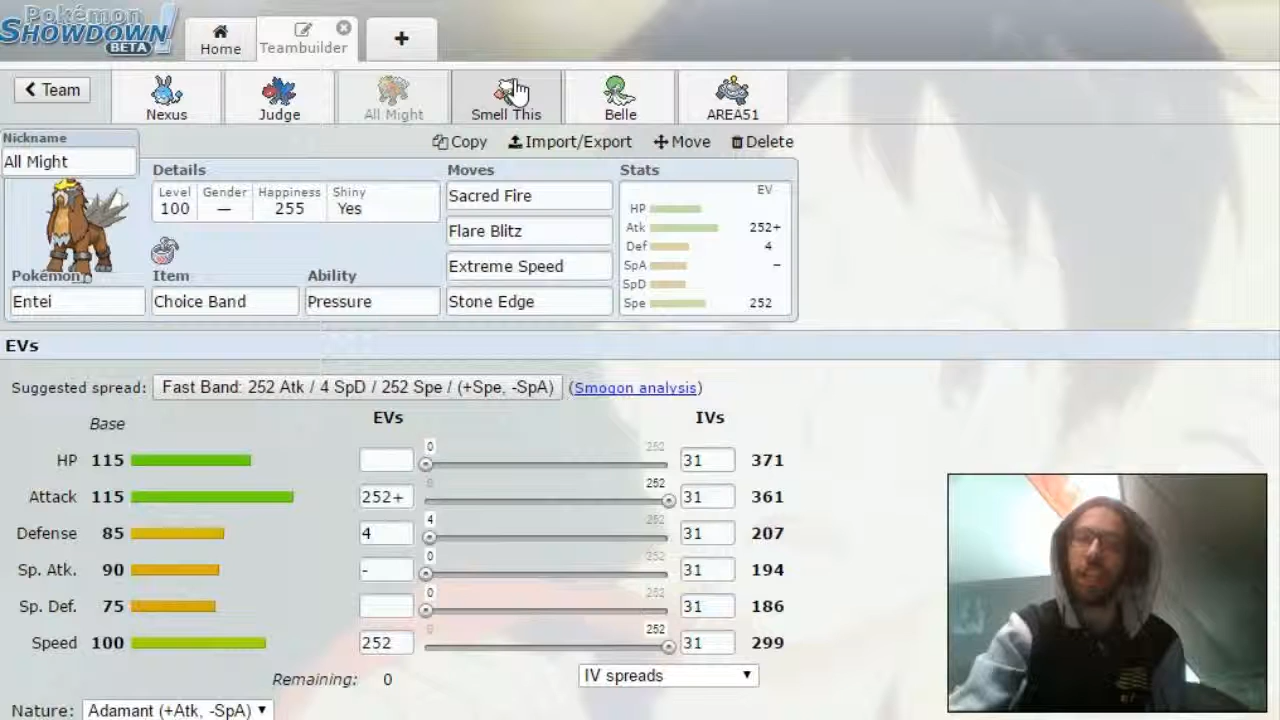 Pokémon
SHOWDOWN!
BETA
Home
Teambuilder
+
< Team
Nexus
Judge
All Might
Smell This
Belle
AREA51
Nickname
All Might
Copy Import/Export Move Delete
Details
Level Gender Happiness Shiny
100 — 255 Yes
Pokémon
Entei
Item
Choice Band
Ability
Pressure
Moves
Sacred Fire
Flare Blitz
Extreme Speed
Stone Edge
Stats
EV
HP
Atk 252+
Def 4
SpA –
SpD
Spe 252
EVs
Suggested spread: Fast Band: 252 Atk / 4 SpD / 252 Spe / (+Spe, -SpA) (Smogon analysis)
Base EVs IVs
HP 115 0 252 31 371
Attack 115 252+ 0 252 31 361
Defense 85 4 4 252 31 207
Sp. Atk. 90 - 0 252 31 194
Sp. Def. 75 0 252 31 186
Speed 100 252 0 252 31 299
Remaining: 0 IV spreads
Nature: Adamant (+Atk, -SpA)